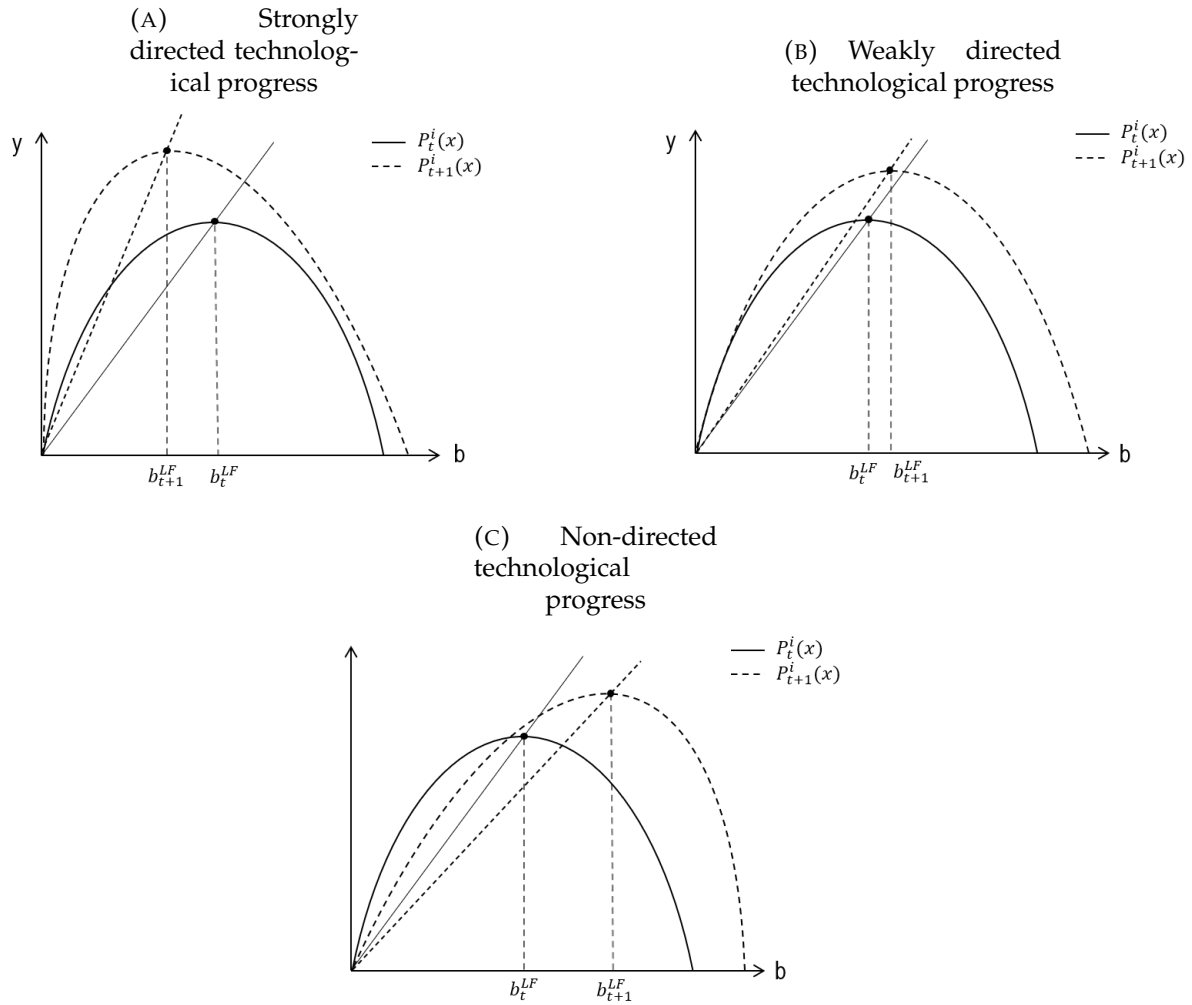 (A) Strongly
directed technolog-
ical progress
y
P_t^i(x)
P_{t+1}^i(x)
b
b_{t+1}^{LF}
b_t^{LF}
(B) Weakly directed
technological progress
y
P_t^i(x)
P_{t+1}^i(x)
b
b_t^{LF}
b_{t+1}^{LF}
(C) Non-directed
technological
progress
P_t^i(x)
P_{t+1}^i(x)
b
b_t^{LF}
b_{t+1}^{LF}